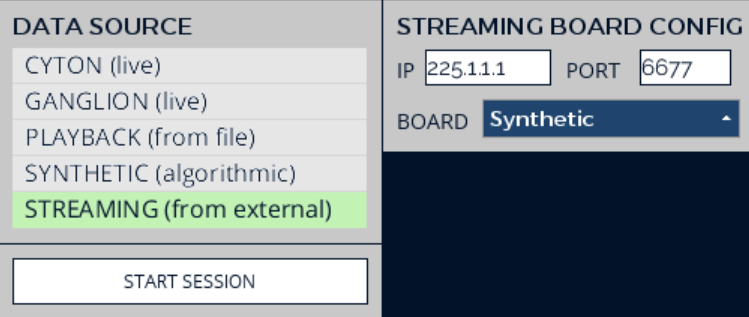 DATA SOURCE
CYTON (live)
GANGLION (live)
PLAYBACK (from file)
SYNTHETIC (algorithmic)
STREAMING (from external)
START SESSION
STREAMING BOARD CONFIG
IP 225.1.1.1 PORT 6677
BOARD Synthetic